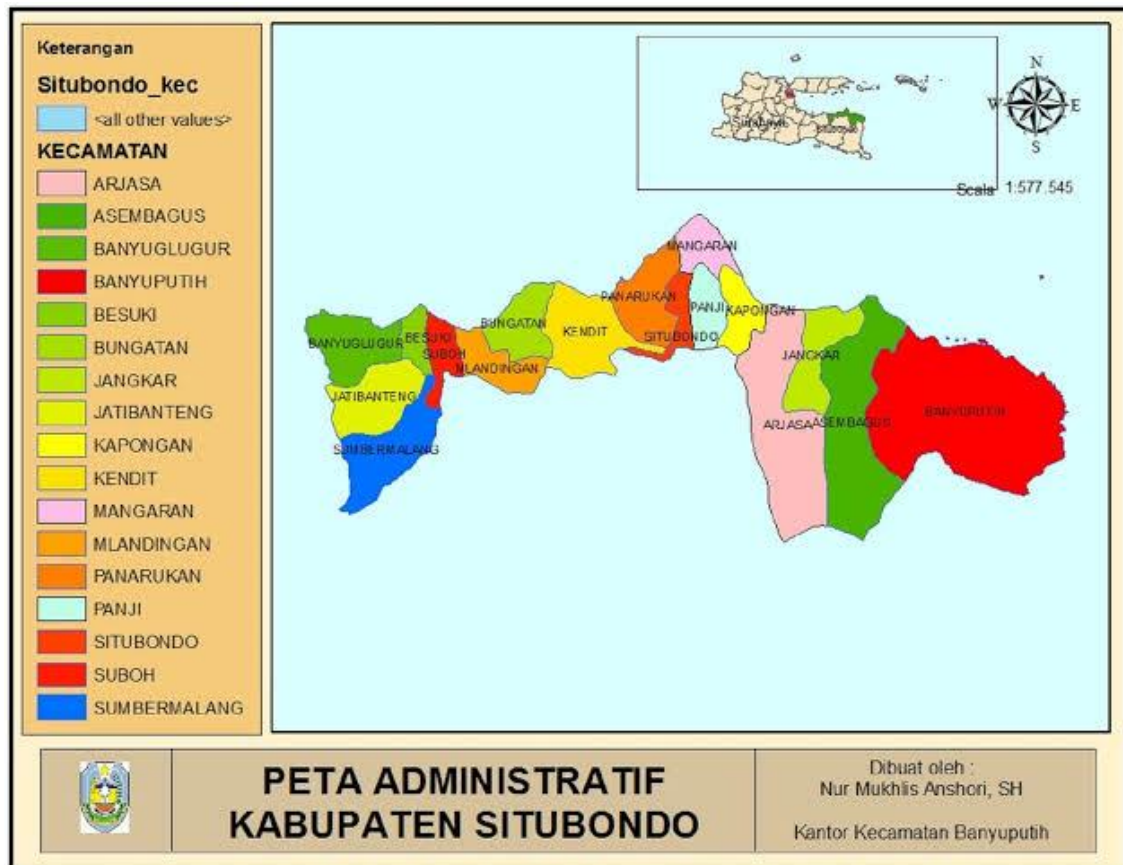 Keterangan
Situbondo_kec
<all other values>
KECAMATAN
ARJASA
ASEMBAGUS
BANYUGLUGUR
BANYUPUTIH
BESUKI
BUNGATAN
JANGKAR
JATIBANTENG
KAPONGAN
KENDIT
MANGARAN
MLANDINGAN
PANARUKAN
PANJI
SITUBONDO
SUBOH
SUMBERMALANG
N
W E
S
Scala 1:577.545
MANGARAN
PANARUKAN
PANJI
KAPONGAN
BUNGATAN
KENDIT
SITUBONDO
BANYUGLUGUR
BESUKI
SUBOH
MLANDINGAN
JANGKAR
JATIBANTENG
BANYUPUTIH
ARJASA
ASEMBAGUS
SUMBERMALANG
PETA ADMINISTRATIF
KABUPATEN SITUBONDO
Dibuat oleh :
Nur Mukhlis Anshori, SH
Kantor Kecamatan Banyuputih